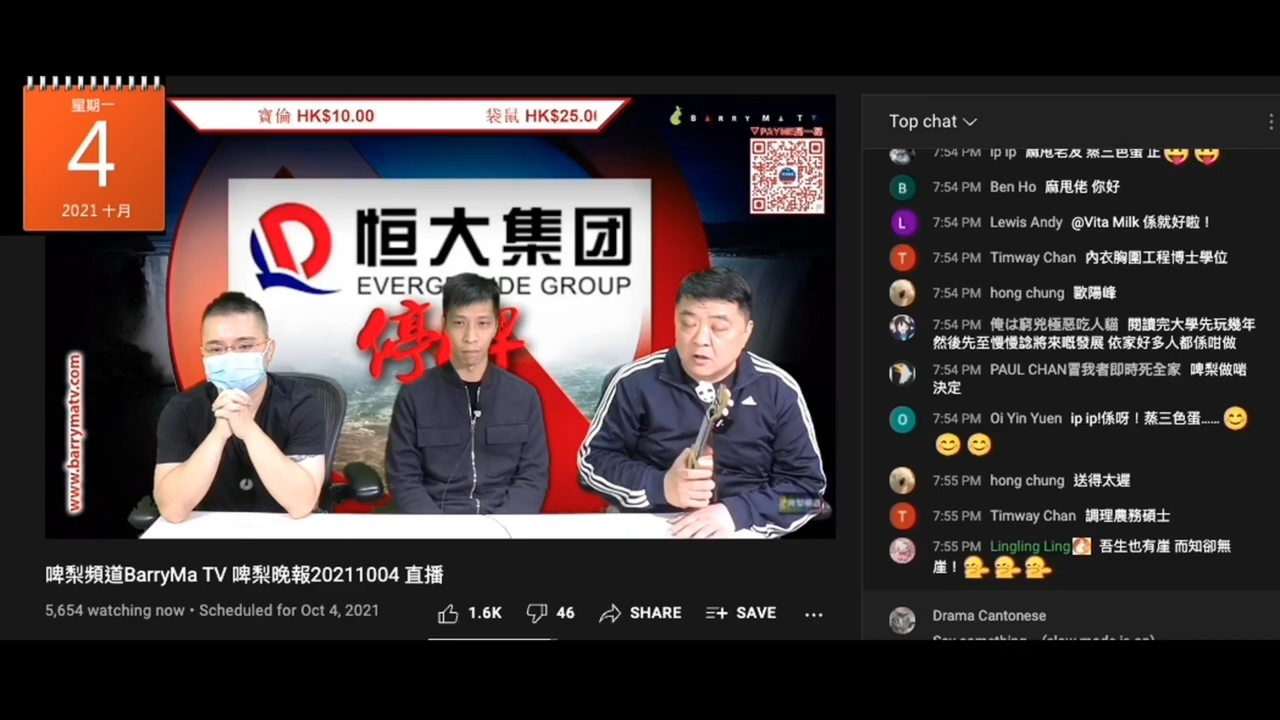 星期一
4
2021 十月
寶倫 HK$10.00
袋鼠 HK$25.0
BARRY MA TV
恒大集团
EVERG DE GROUP
停
www.barrymatv.com
啤梨頻道BarryMa TV 啤梨晚報20211004 直播
5,654 watching now • Scheduled for Oct 4, 2021
1.6K
46
SHARE
SAVE
Top chat
7:54 PM ip ip 麻甩老友 蒸三色蛋 正😜😜
B 7:54 PM Ben Ho 麻甩佬 你好
L 7:54 PM Lewis Andy @Vita Milk 係就好啦！
T 7:54 PM Timway Chan 內衣胸圍工程博士學位
7:54 PM hong chung 歐陽峰
7:54 PM 俺は窮兇極惡吃人貓 閱讀完大學先玩幾年
然後先至慢慢諗將來嘅發展 依家好多人都係咁做
7:54 PM PAUL CHAN冒我者即時死全家 啤梨做啱
決定
O 7:54 PM Oi Yin Yuen ip ip!係呀！蒸三色蛋......😊
😊😊
7:55 PM hong chung 送得太遲
T 7:55 PM Timway Chan 調理農務碩士
7:55 PM Lingling Ling 吾生也有崖 而知卻無
崖！
Drama Cantonese
Say something... (slow mode is on)